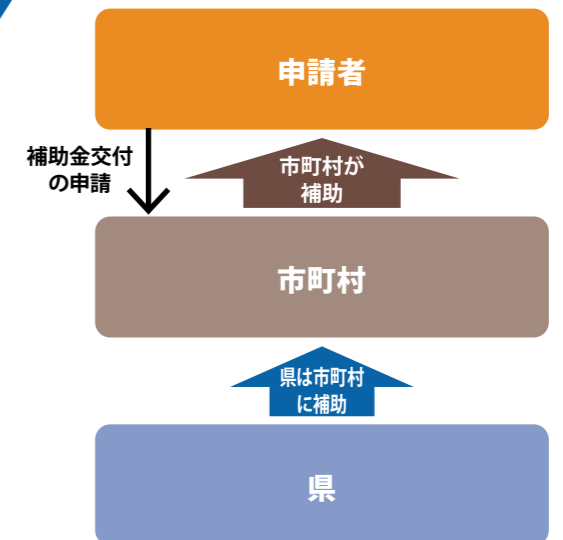 申請者
補助金交付
の申請
市町村が
補助
市町村
県は市町村
に補助
県